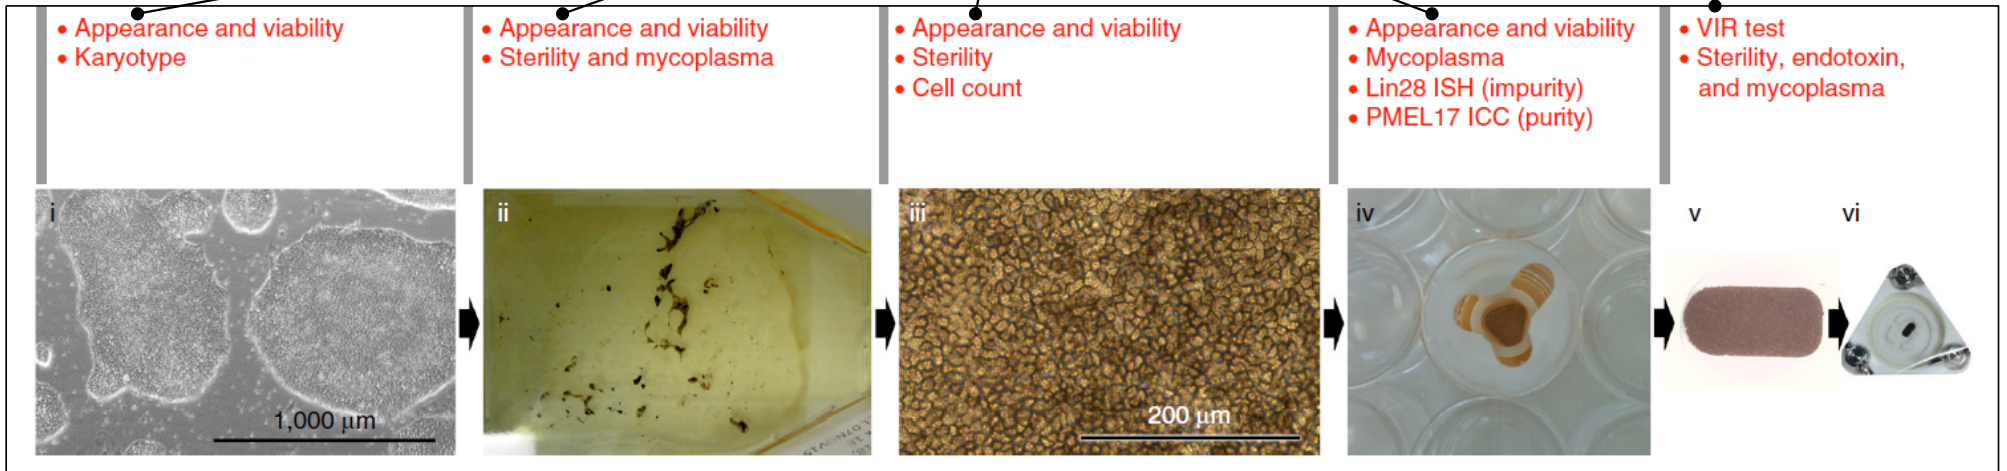 • Appearance and viability
• Karyotype
• Appearance and viability
• Sterility and mycoplasma
• Appearance and viability
• Sterility
• Cell count
• Appearance and viability
• Mycoplasma
• Lin28 ISH (impurity)
• PMEL17 ICC (purity)
• VIR test
• Sterility, endotoxin,
and mycoplasma
i
ii
iii
iv
v
vi
1,000 μm
200 μm